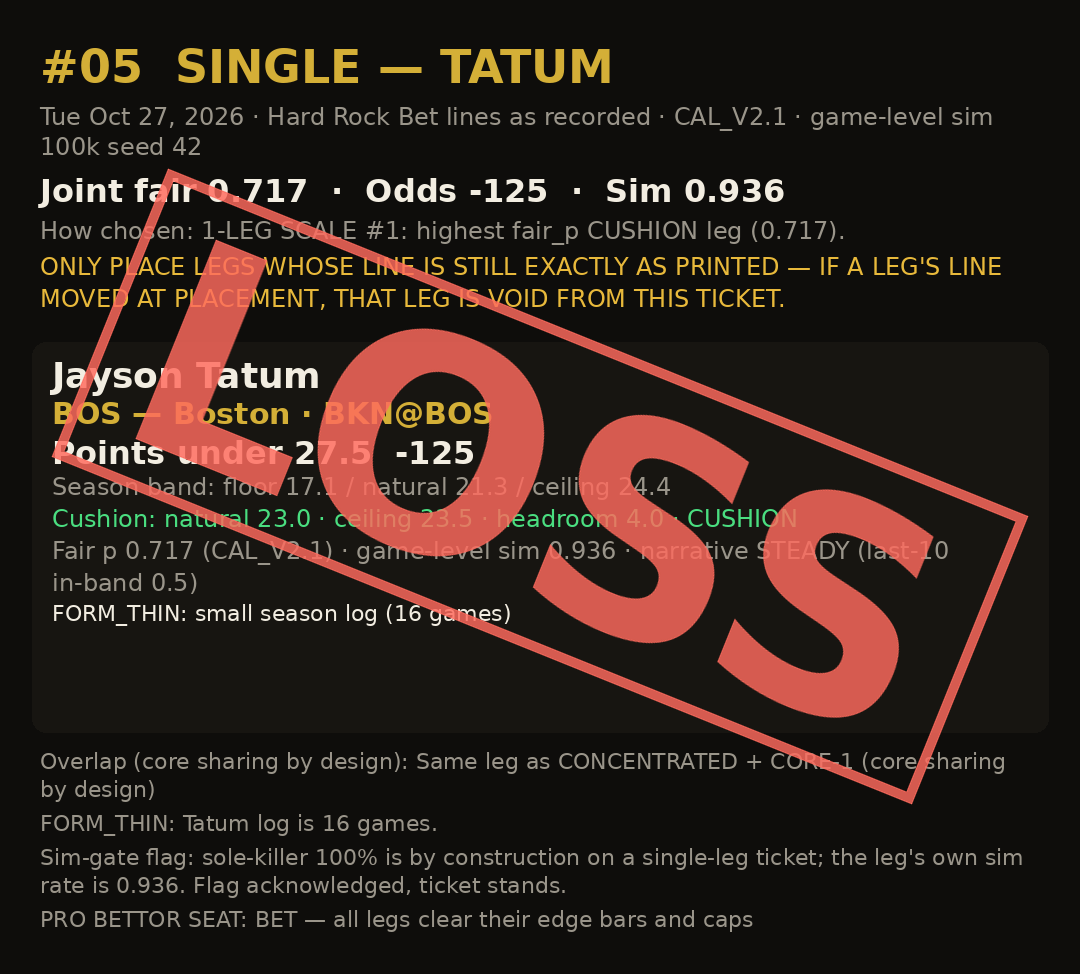 #05 SINGLE — TATUM
Tue Oct 27, 2026 · Hard Rock Bet lines as recorded · CAL_V2.1 · game-level sim
100k seed 42
Joint fair 0.717 · Odds -125 · Sim 0.936
How chosen: 1-LEG SCALE #1: highest fair_p CUSHION leg (0.717).
ONLY PLACE LEGS WHOSE LINE IS STILL EXACTLY AS PRINTED — IF A LEG'S LINE
MOVED AT PLACEMENT, THAT LEG IS VOID FROM THIS TICKET.
LOSS
Jayson Tatum
BOS — Boston · BKN@BOS
Points under 27.5 -125
Season band: floor 17.1 / natural 21.3 / ceiling 24.4
Cushion: natural 23.0 · ceiling 23.5 · headroom 4.0 · CUSHION
Fair p 0.717 (CAL_V2.1) · game-level sim 0.936 · narrative STEADY (last-10
in-band 0.5)
FORM_THIN: small season log (16 games)
Overlap (core sharing by design): Same leg as CONCENTRATED + CORE-1 (core sharing
by design)
FORM_THIN: Tatum log is 16 games.
Sim-gate flag: sole-killer 100% is by construction on a single-leg ticket; the leg's own sim
rate is 0.936. Flag acknowledged, ticket stands.
PRO BETTOR SEAT: BET — all legs clear their edge bars and caps